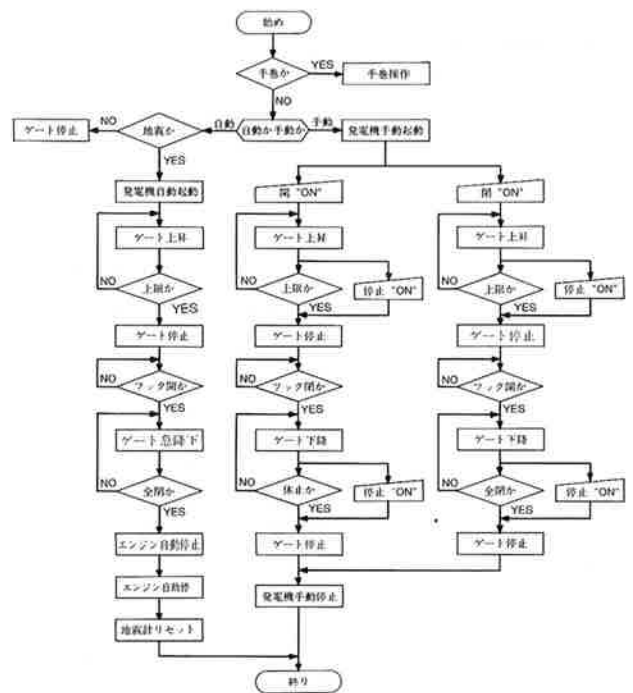 始め
手巻か
YES
手巻操作
NO
自動か手動か
自動
手動
地震か
NO
ゲート停止
発電機手動起動
YES
発電機自動起動
ゲート上昇
上限か
NO
YES
ゲート停止
フック開か
NO
YES
ゲート急降下
全閉か
NO
YES
エンジン自動停止
エンジン自動停
地震計リセット
開 "ON"
ゲート上昇
上限か
NO
停止 "ON"
YES
ゲート停止
フック開か
NO
YES
ゲート下降
休止か
NO
停止 "ON"
YES
ゲート停止
発電機手動停止
閉 "ON"
ゲート上昇
上限か
NO
停止 "ON"
YES
ゲート停止
フック開か
NO
YES
ゲート下降
全閉か
NO
停止 "ON"
YES
ゲート停止
終り